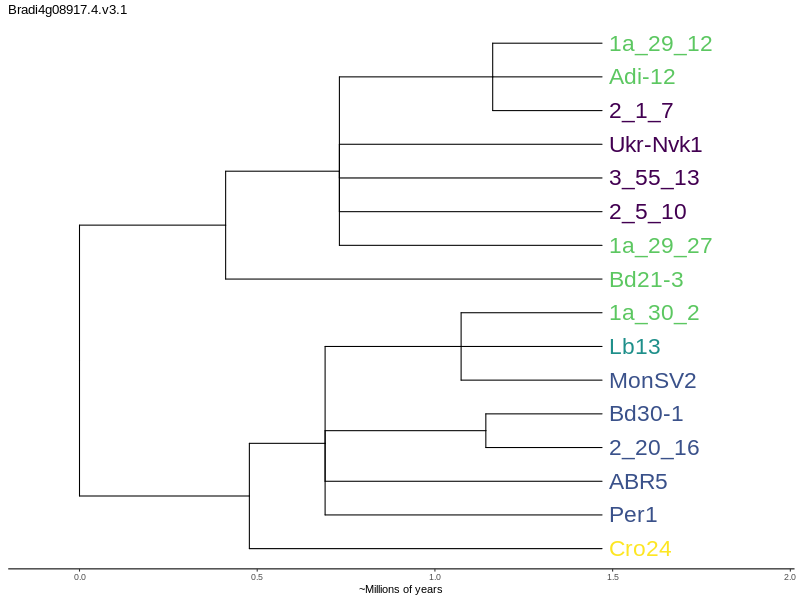 Bradi4g08917.4.v3.1
1a_29_12
Adi-12
2_1_7
Ukr-Nvk1
3_55_13
2_5_10
1a_29_27
Bd21-3
1a_30_2
Lb13
MonSV2
Bd30-1
2_20_16
ABR5
Per1
Cro24
0.0 0.5 1.0 1.5 2.0
~Millions of years